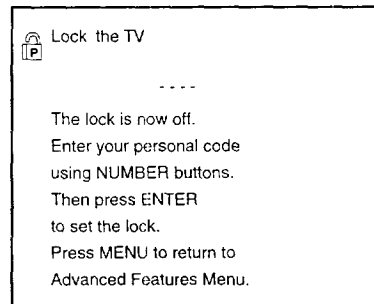 Lock the TV
P
- - - -
The lock is now off.
Enter your personal code
using NUMBER buttons.
Then press ENTER
to set the lock.
Press MENU to return to
Advanced Features Menu.